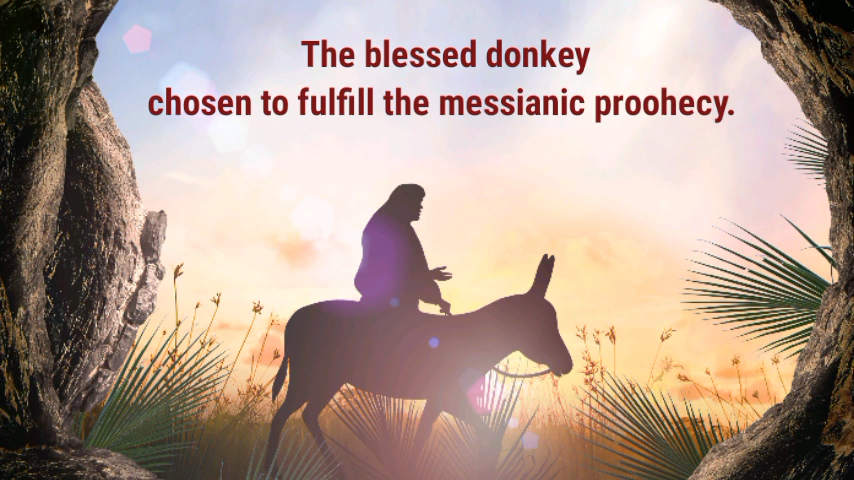 The blessed donkey
chosen to fulfill the messianic proohecy.